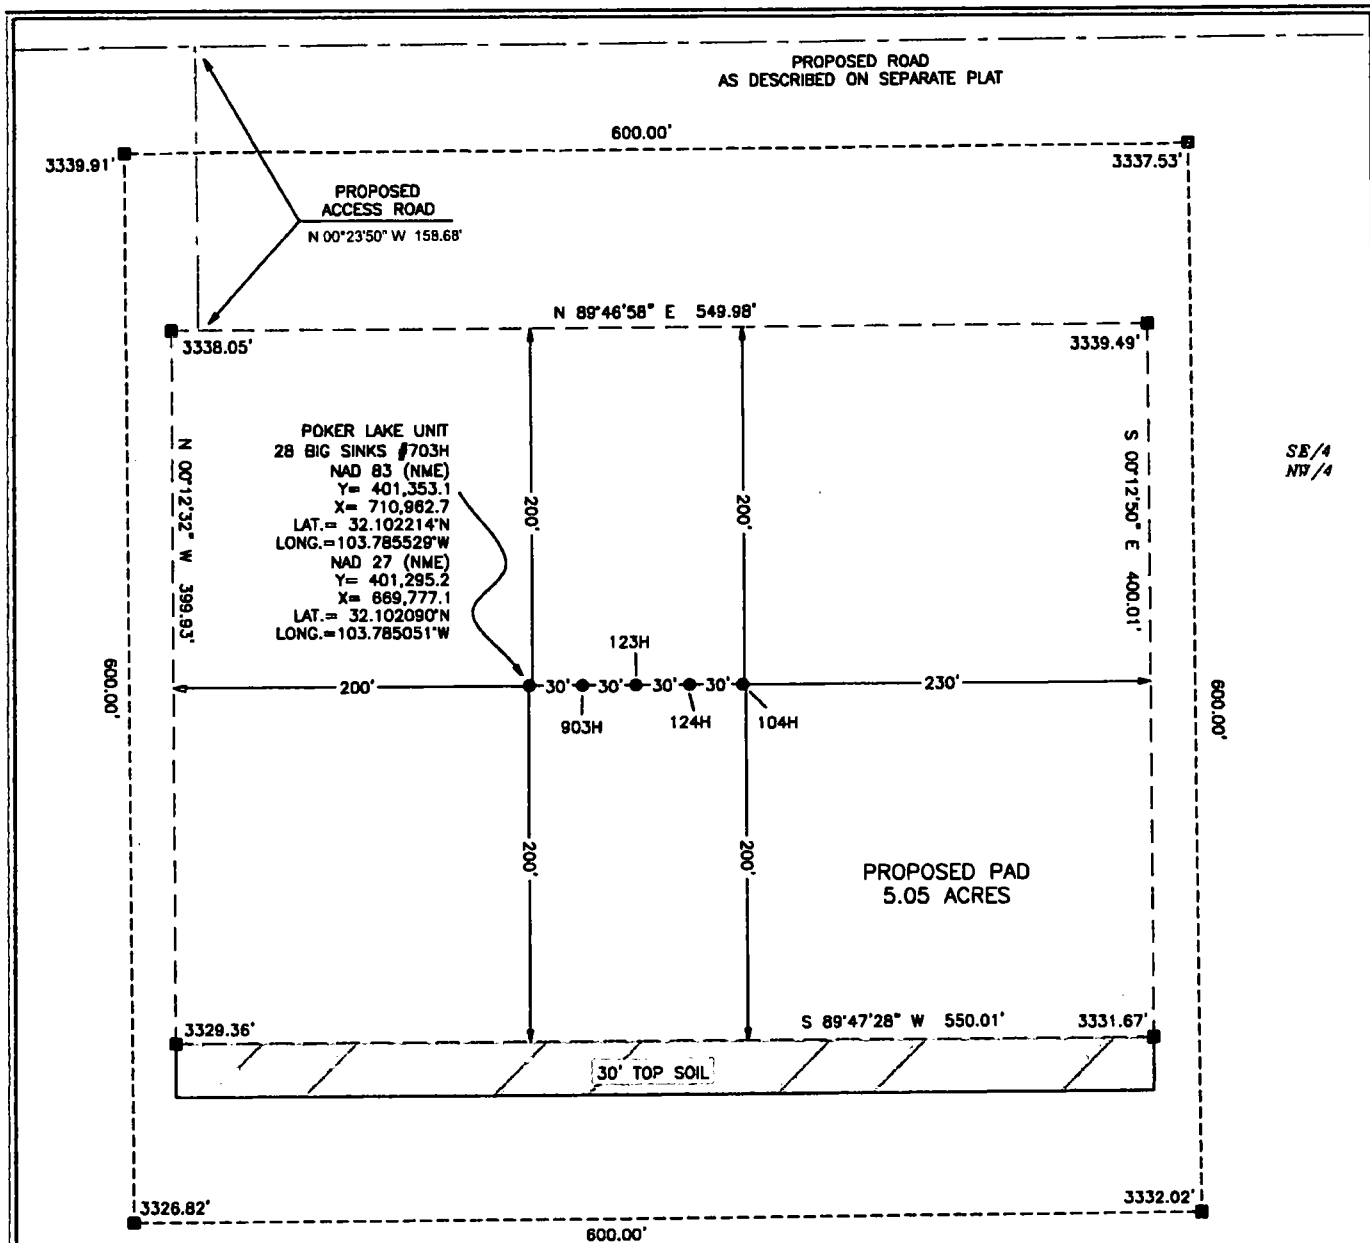 PROPOSED ROAD
AS DESCRIBED ON SEPARATE PLAT
600.00'
3339.91'
3337.53'
PROPOSED
ACCESS ROAD
N 00°23'50" W 158.68'
N 89°46'58" E 549.98'
3338.05'
3339.49'
POKER LAKE UNIT
28 BIG SINKS #703H
NAD 83 (NME)
Y= 401,353.1
X= 710,962.7
LAT.= 32.102214°N
LONG.=103.785529°W
NAD 27 (NME)
Y= 401,295.2
X= 669,777.1
LAT.= 32.102090°N
LONG.=103.785051°W
N 00°12'32" W 399.93'
S 00°12'50" E 400.01'
SE/4
NW/4
200'
200'
123H
600.00'
200'
30'
30'
30'
30'
230'
600.00'
903H
124H
104H
200'
200'
PROPOSED PAD
5.05 ACRES
3329.36'
S 89°47'28" W 550.01'
3331.67'
30' TOP SOIL
3326.82'
3332.02'
600.00'